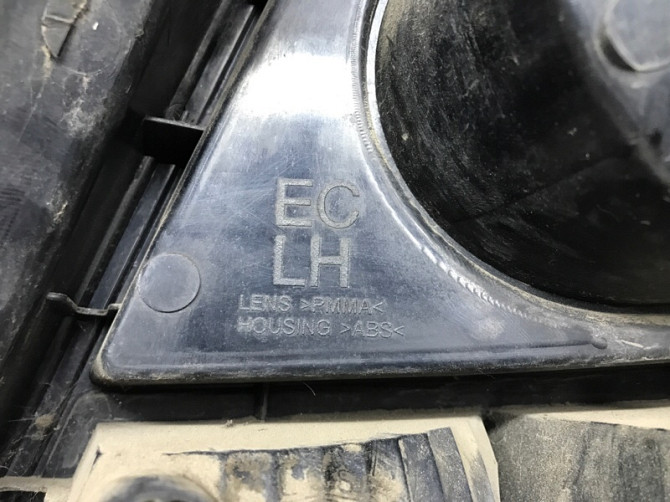 EC
LH
LENS >PMMA<
HOUSING >ABS<